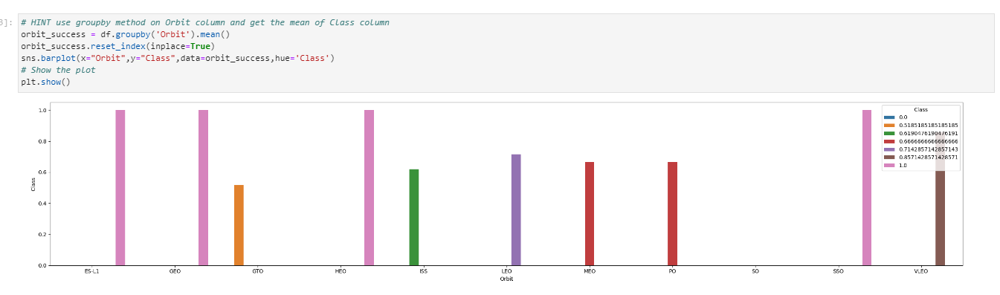 3]:
# HINT use groupby method on Orbit column and get the mean of Class column
orbit_success = df.groupby('Orbit').mean()
orbit_success.reset_index(inplace=True)
sns.barplot(x="Orbit",y="Class",data=orbit_success,hue='Class')
# Show the plot
plt.show()
1.0
0.8
0.6
0.4
0.2
0.0
Class
ES-L1 GEO GTO HEO ISS LEO MEO PO SO SSO VLEO
Orbit
Class
0.0
0.5185185185185185
0.6190476190476191
0.6666666666666666
0.7142857142857143
0.8571428571428571
1.0